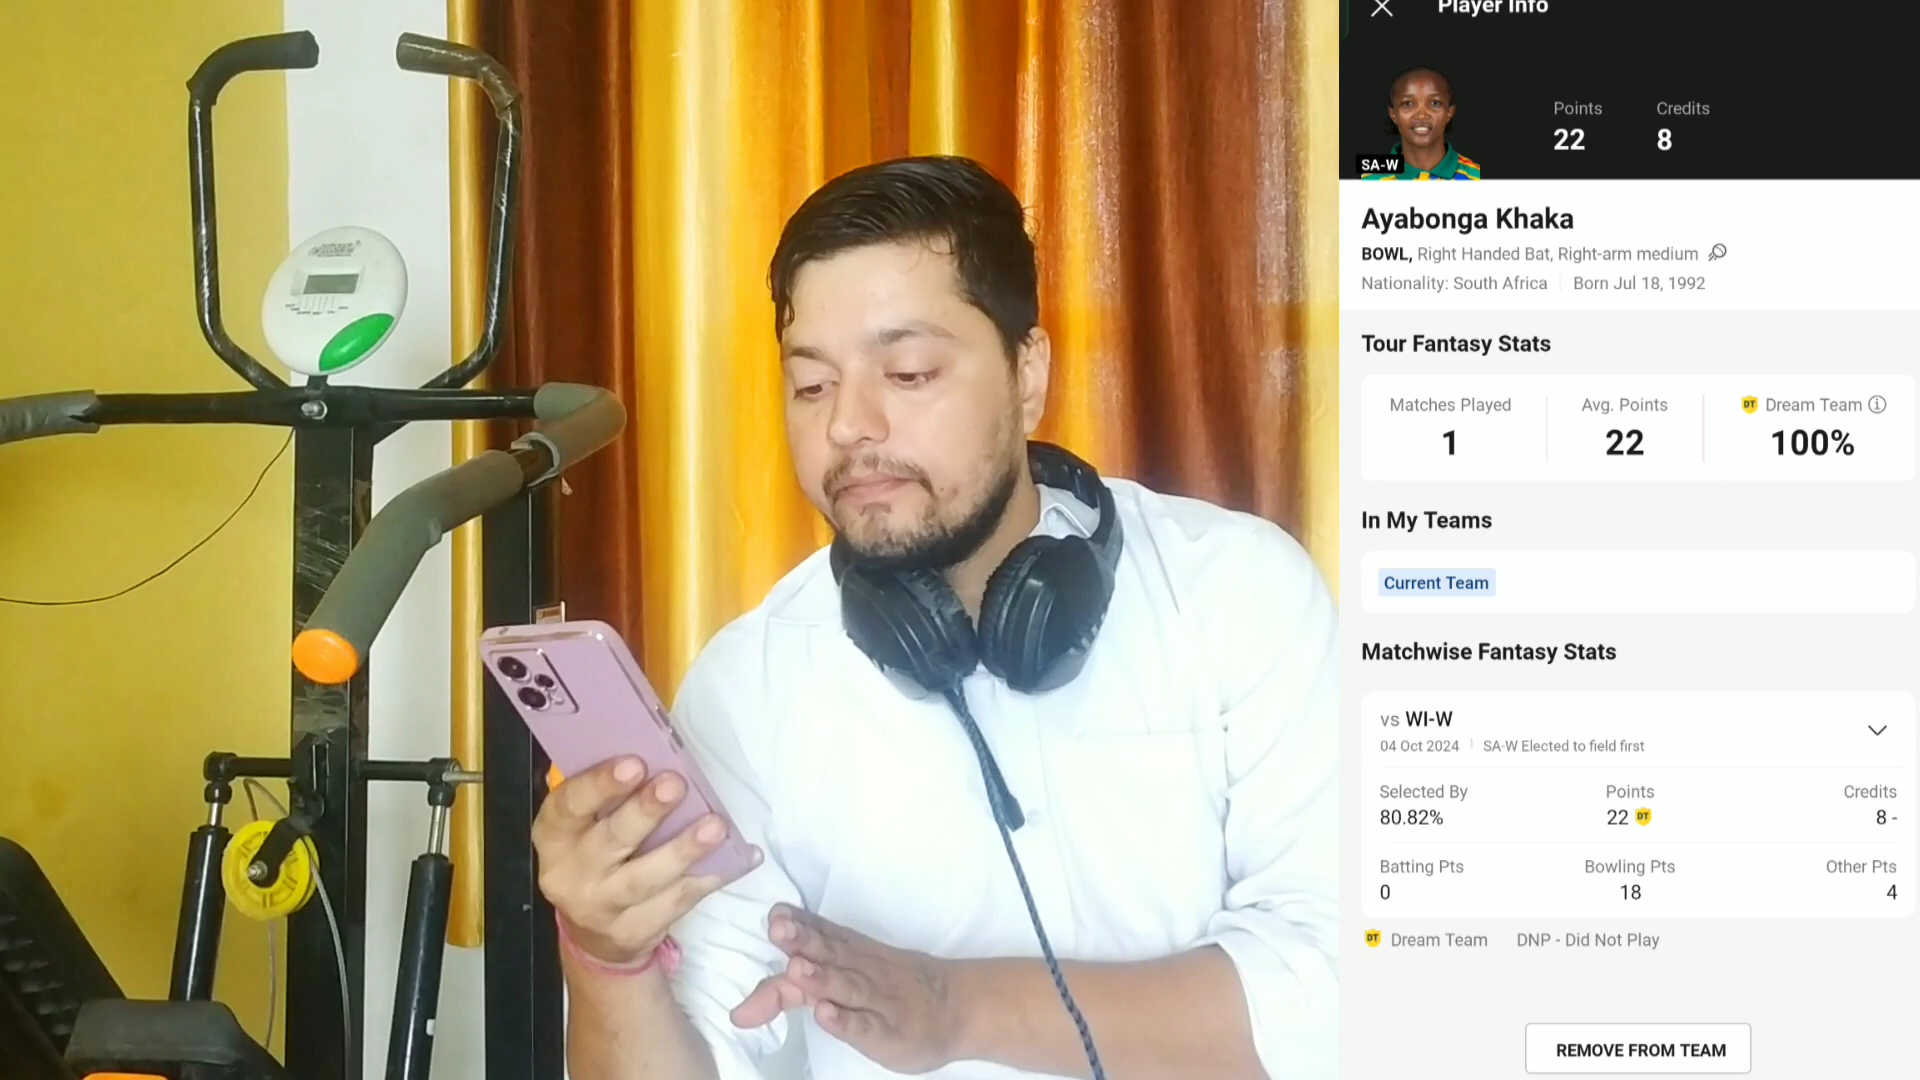 Player Info
Points
Credits
22
8
SA-W
Ayabonga Khaka
BOWL, Right Handed Bat, Right-arm medium
Nationality: South Africa
Born Jul 18, 1992
Tour Fantasy Stats
Matches Played
Avg. Points
DT Dream Team
1
22
100%
In My Teams
Current Team
Matchwise Fantasy Stats
vs WI-W
04 Oct 2024
SA-W Elected to field first
Selected By
Points
Credits
80.82%
22 DT
8 -
Batting Pts
Bowling Pts
Other Pts
0
18
4
DT Dream Team
DNP - Did Not Play
REMOVE FROM TEAM